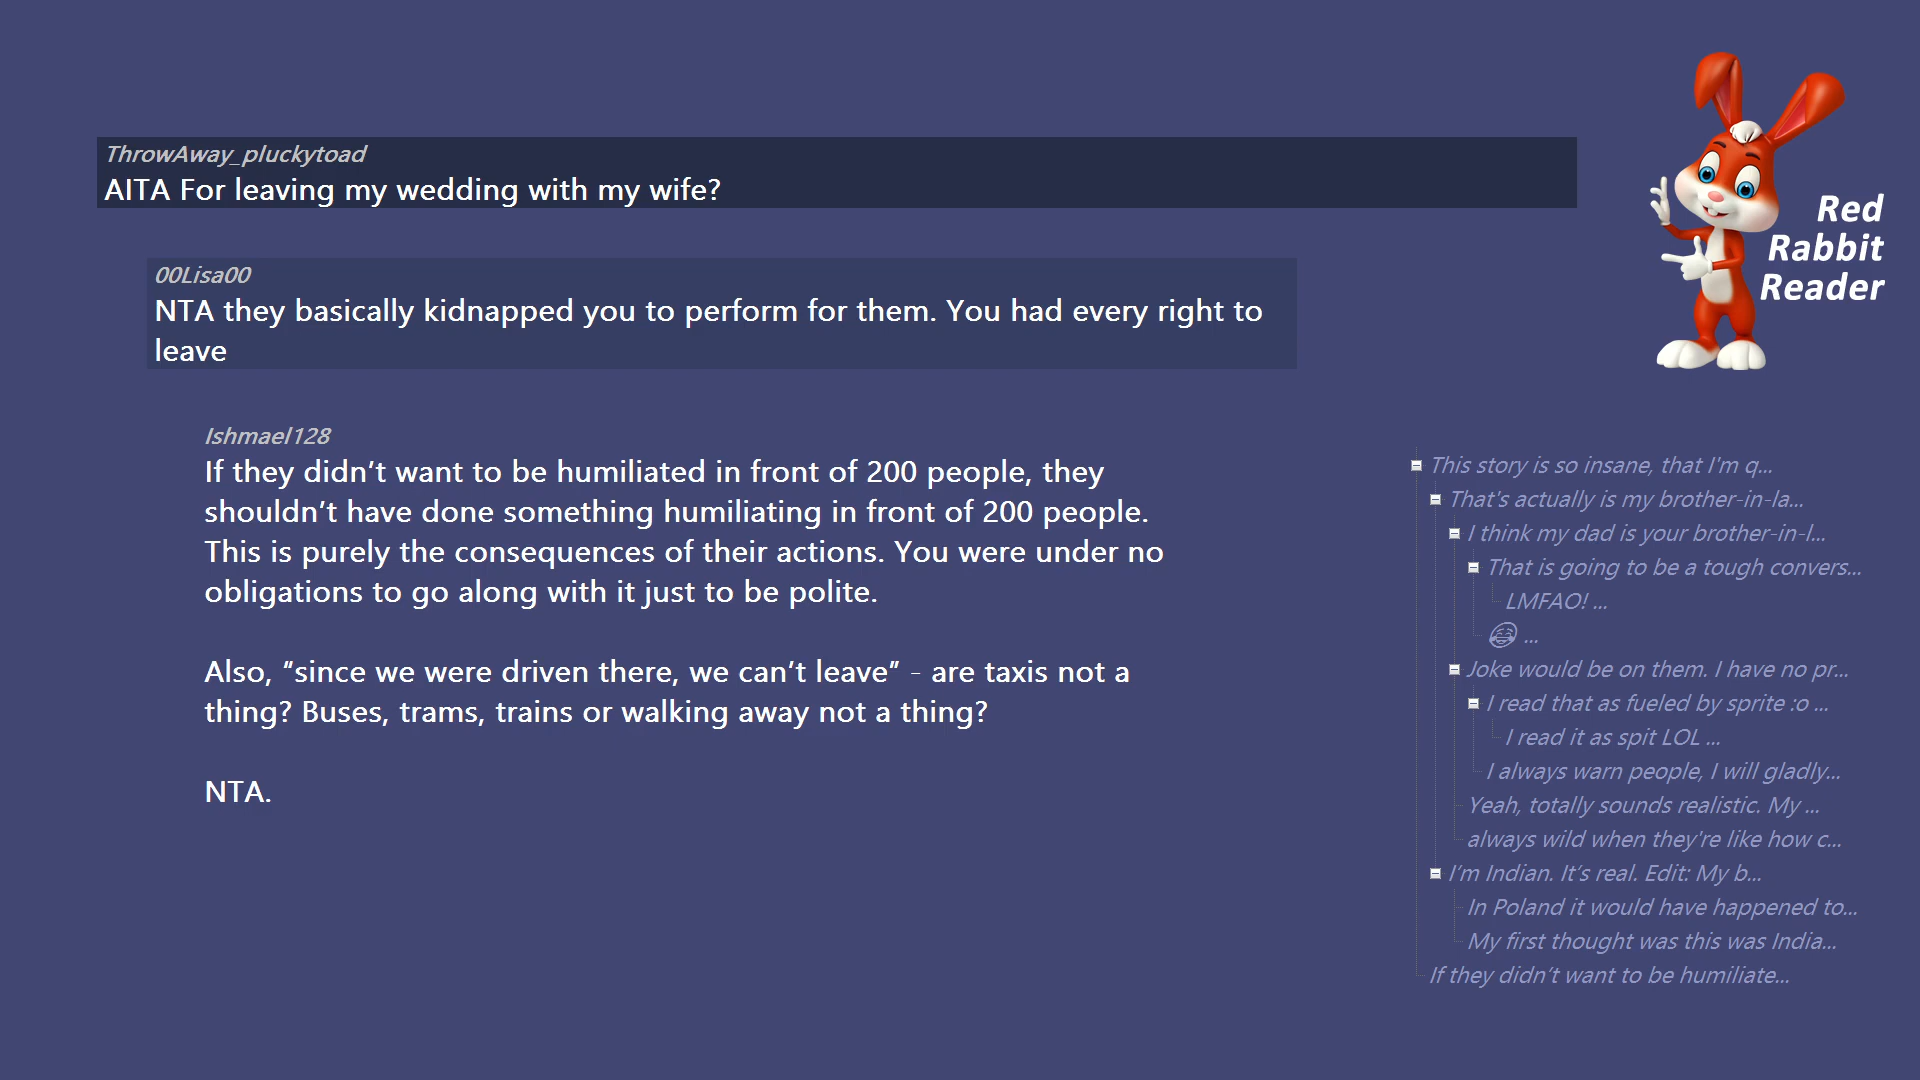 ThrowAway_pluckytoad
AITA For leaving my wedding with my wife?
Red
Rabbit
Reader
00Lisa00
NTA they basically kidnapped you to perform for them. You had every right to
leave
Ishmael128
If they didn’t want to be humiliated in front of 200 people, they
shouldn’t have done something humiliating in front of 200 people.
This is purely the consequences of their actions. You were under no
obligations to go along with it just to be polite.
Also, “since we were driven there, we can’t leave” - are taxis not a
thing? Buses, trams, trains or walking away not a thing?
NTA.
This story is so insane, that I'm q...
That's actually is my brother-in-la...
I think my dad is your brother-in-l...
That is going to be a tough convers...
LMFAO! ...
😂 ...
Joke would be on them. I have no pr...
I read that as fueled by sprite :o ...
I read it as spit LOL ...
I always warn people, I will gladly...
Yeah, totally sounds realistic. My ...
always wild when they're like how c...
I’m Indian. It’s real. Edit: My b...
In Poland it would have happened to...
My first thought was this was India...
If they didn’t want to be humiliate...